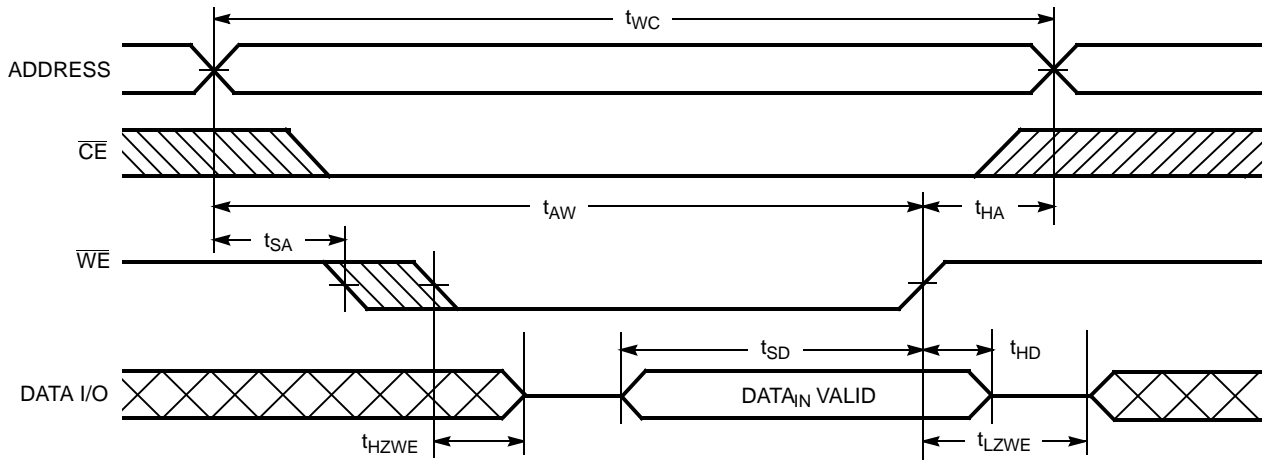 tWC
ADDRESS
CE
tAW
tHA
tSA
WE
tSD
tHD
DATA I/O
DATAIN VALID
tHZWE
tLZWE